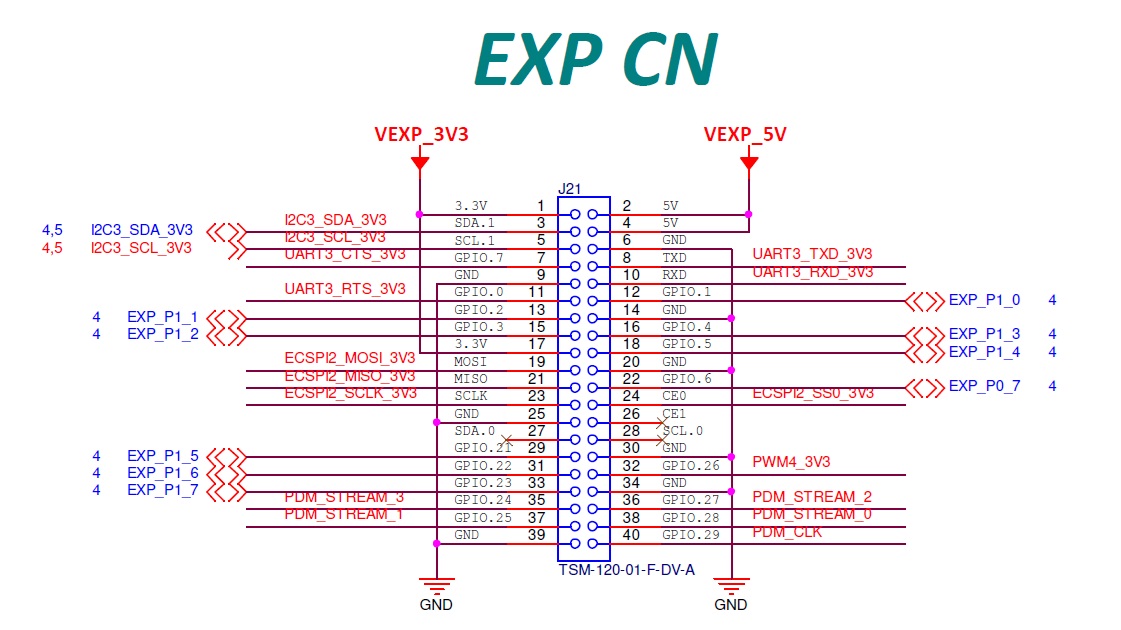 EXP CN
VEXP_3V3 VEXP_5V
J21
3.3V 1 2 5V
4,5 I2C3_SDA_3V3 I2C3_SDA_3V3 SDA.1 3 4 5V
4,5 I2C3_SCL_3V3 I2C3_SCL_3V3 SCL.1 5 6 GND
UART3_CTS_3V3 GPIO.7 7 8 TXD UART3_TXD_3V3
GND 9 10 RXD UART3_RXD_3V3
UART3_RTS_3V3 GPIO.0 11 12 GPIO.1 EXP_P1_0 4
4 EXP_P1_1 GPIO.2 13 14 GND
4 EXP_P1_2 GPIO.3 15 16 GPIO.4 EXP_P1_3 4
3.3V 17 18 GPIO.5 EXP_P1_4 4
ECSPI2_MOSI_3V3 MOSI 19 20 GND
ECSPI2_MISO_3V3 MISO 21 22 GPIO.6 EXP_P0_7 4
ECSPI2_SCLK_3V3 SCLK 23 24 CE0 ECSPI2_SS0_3V3
GND 25 26 CE1
SDA.0 27 28 SCL.0
4 EXP_P1_5 GPIO.21 29 30 GND
4 EXP_P1_6 GPIO.22 31 32 GPIO.26 PWM4_3V3
4 EXP_P1_7 GPIO.23 33 34 GND
PDM_STREAM_3 GPIO.24 35 36 GPIO.27 PDM_STREAM_2
PDM_STREAM_1 GPIO.25 37 38 GPIO.28 PDM_STREAM_0
GND 39 40 GPIO.29 PDM_CLK
TSM-120-01-F-DV-A
GND GND